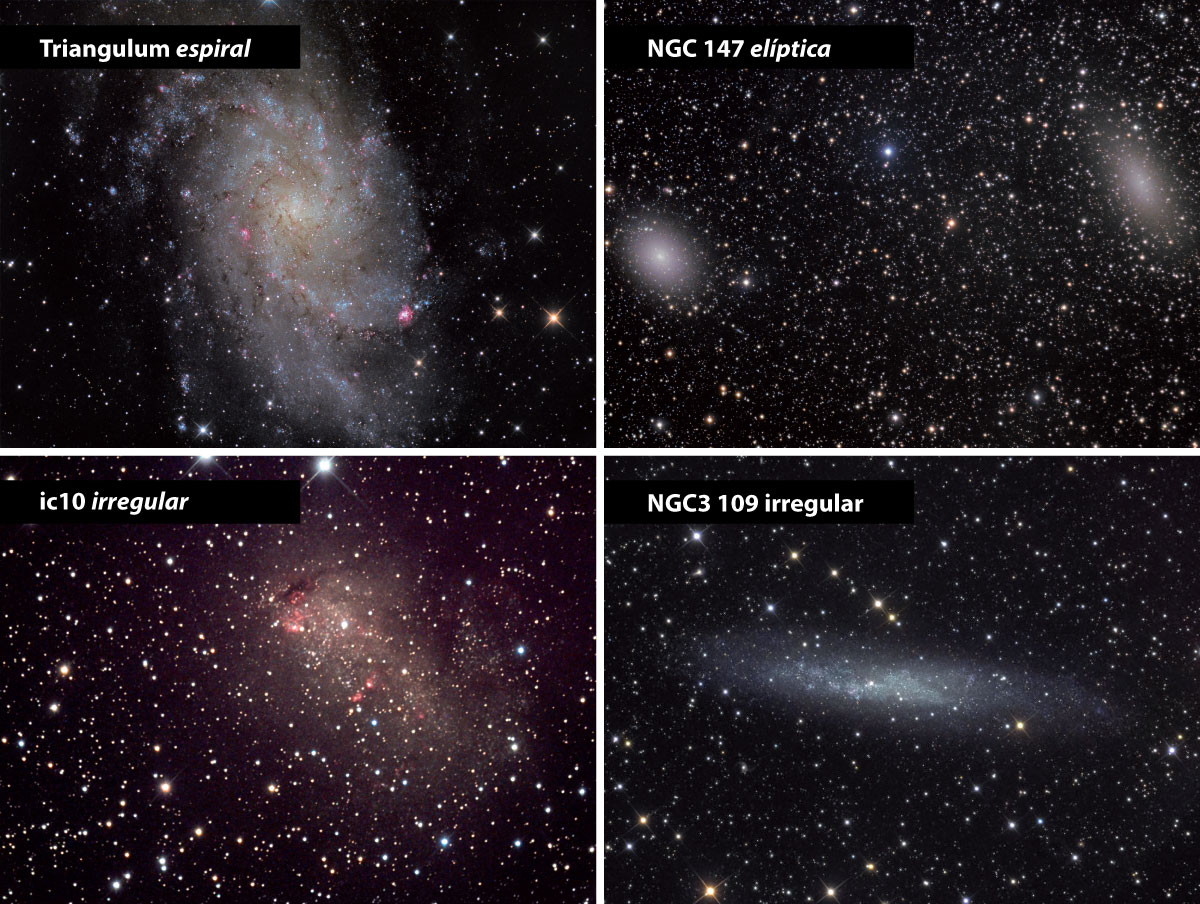 Triangulum espiral
NGC 147 elíptica
ic10 irregular
NGC3 109 irregular